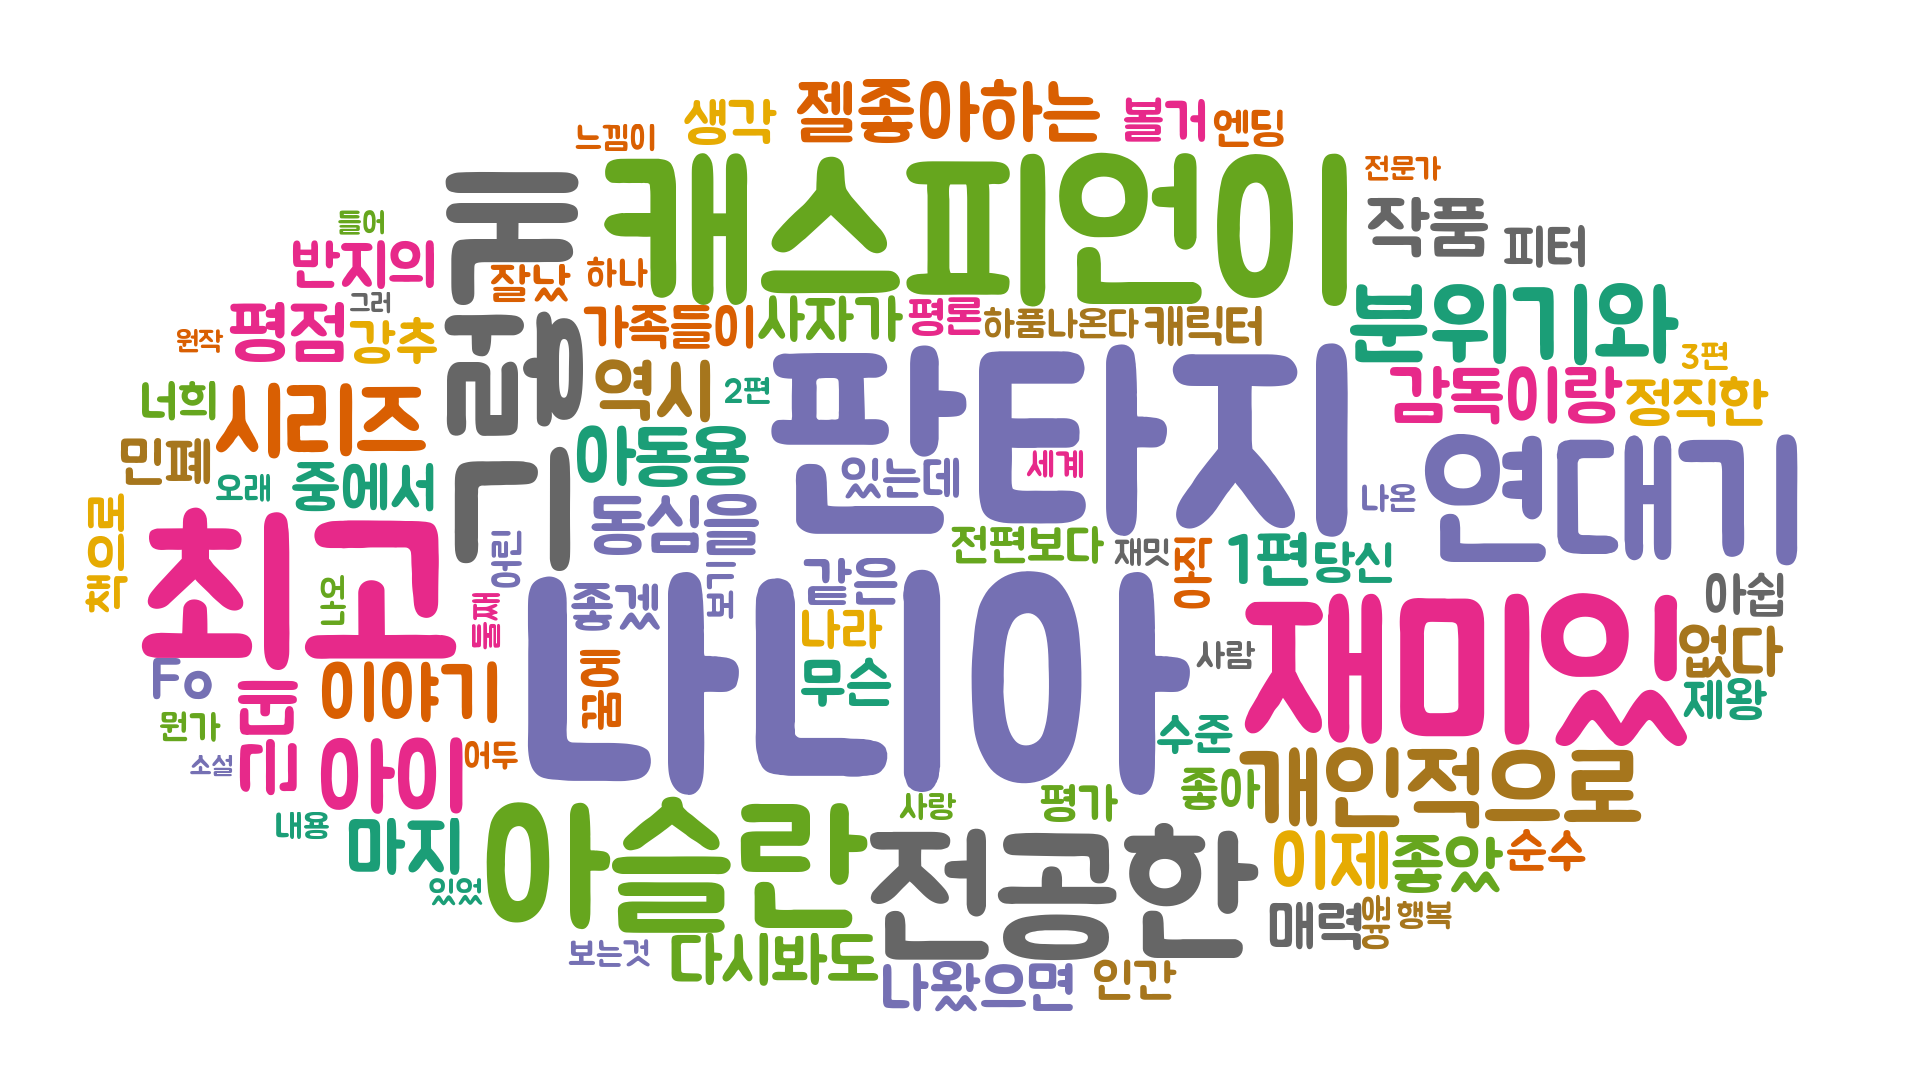 젤좋아하는
생각
볼거
엔딩
느낌이
캐스피언이
전문가
작품
피터
들어
반지의
잘낫
하나
그러
평점
강추
원작
가족들이
사자가
평론
하품나온다
캐릭터
분위기와
3편
너희
시리즈
역시
2편
판타지
감독이랑
정직한
민폐
오래
중에서
아동용
있는데
세계
나온
연대기
책으로
최고
어린
동심을
전편보다
재밋
1편
당신
좋겠
같은
아쉽
둘째
나니아
나라
재미있
없다
Fo
이야기
무슨
사람
제왕
뭔가
소설
아이
어두
수준
개인적으로
좋아
내용
마지
아슬란
사랑
평가
전공한
이제
좋았
순수
있었
매력
행복
보는것
다시봐도
나왔으면
인간